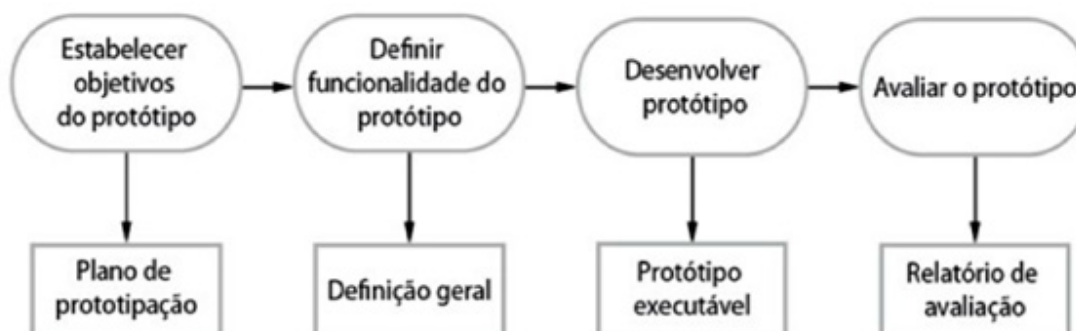 Estabelecer
objetivos
do protótipo
Definir
funcionalidade do
protótipo
Desenvolver
protótipo
Avaliar o protótipo
Plano de
prototipação
Definição geral
Protótipo
executável
Relatório de
avaliação